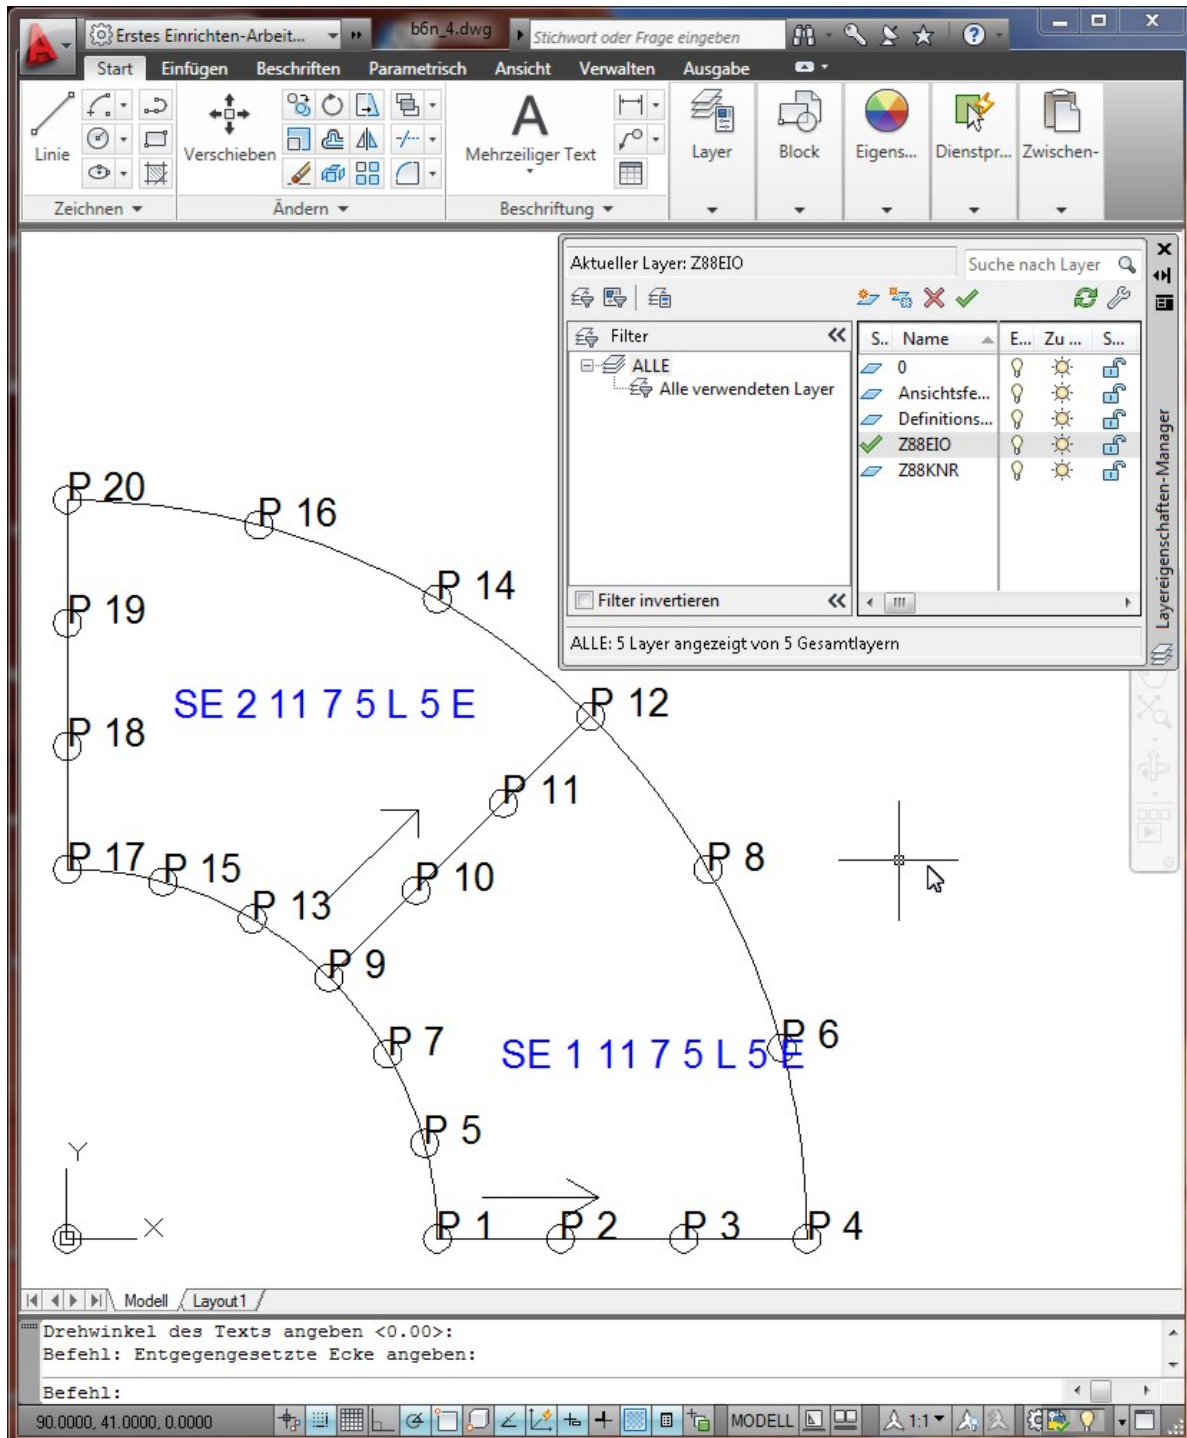 Erstes Einrichten-Arbeit...
b6n_4.dwg
Stichwort oder Frage eingeben
Start Einfügen Beschriften Parametrisch Ansicht Verwalten Ausgabe
Linie
Verschieben
A
Mehrzeiliger Text
Layer
Block
Eigens...
Dienstpr...
Zwischen-
Zeichnen
Ändern
Beschriftung
Aktueller Layer: Z88EIO
Suche nach Layer
Filter
S.. Name E... Zu ... S...
ALLE
Alle verwendeten Layer
0
Ansichtsfe...
Definitions...
Z88EIO
Z88KNR
Filter invertieren
ALLE: 5 Layer angezeigt von 5 Gesamtlayern
Layereigenschaften-Manager
P 20
P 16
P 14
P 19
SE 2 11 7 5 L 5 E
P 12
P 18
P 11
P 17
P 15
P 10
P 8
P 13
P 9
P 7
SE 1 11 7 5 L 5 E
P 6
P 5
Y
X
P 1
P 2
P 3
P 4
Modell
Layout1
Drehwinkel des Texts angeben <0.00>:
Befehl: Entgegengesetzte Ecke angeben:
Befehl:
90.0000, 41.0000, 0.0000
MODELL
1:1